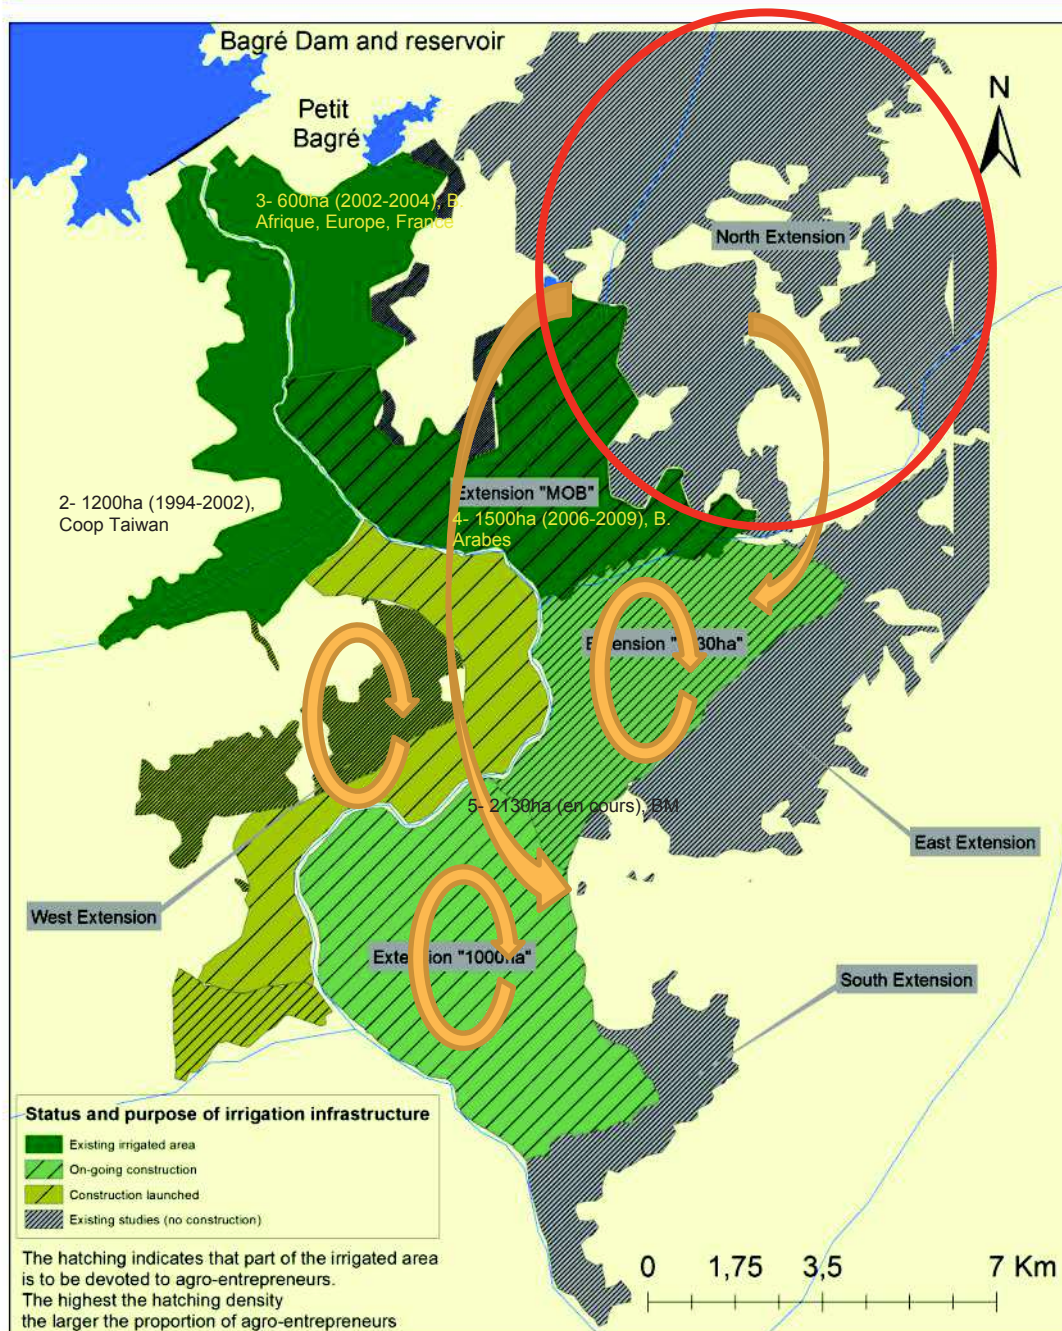 Bagré Dam and reservoir
Petit
Bagré
N
3- 600ha (2002-2004), B.
Afrique, Europe, France
North Extension
2- 1200ha (1994-2002),
Coop Taiwan
Extension "MOB"
4- 1500ha (2006-2009), B.
Arabes
Extension 30ha"
5- 2130ha (en cours), BM
East Extension
West Extension
Extension "1000ha"
South Extension
Status and purpose of irrigation infrastructure
Existing irrigated area
On-going construction
Construction launched
Existing studies (no construction)
The hatching indicates that part of the irrigated area
is to be devoted to agro-entrepreneurs.
The highest the hatching density
the larger the proportion of agro-entrepreneurs
0 1,75 3,5 7 Km